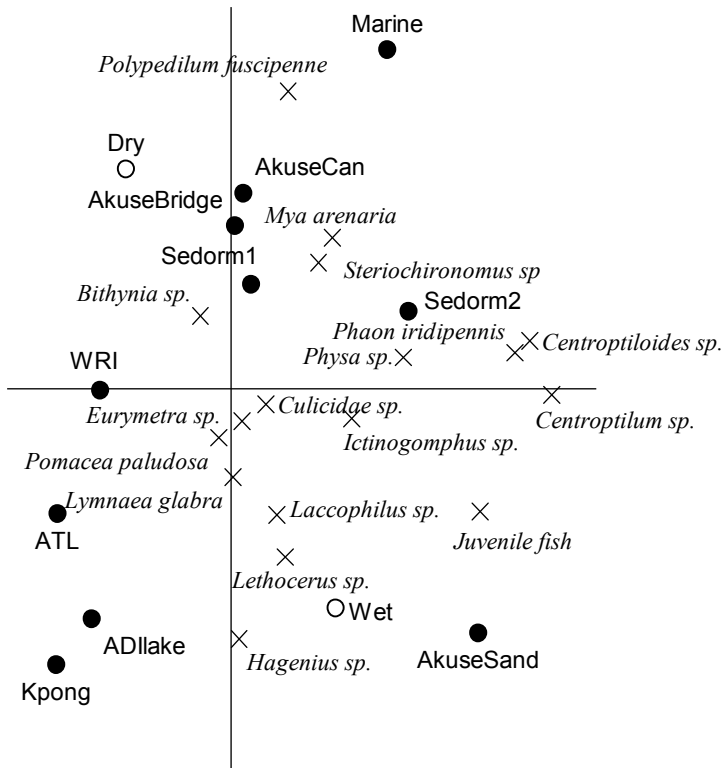 Marine
Polypedilum fuscipenne
Dry
AkuseCan
AkuseBridge
Mya arenaria
Sedorm1
Steriochironomus sp
Bithynia sp.
Sedorm2
Phaon iridipennis
Centroptiloides sp.
Physa sp.
WRI
Eurymetra sp.
Culicidae sp.
Centroptilum sp.
Ictinogomphus sp.
Pomacea paludosa
Lymnaea glabra
Laccophilus sp.
ATL
Juvenile fish
Lethocerus sp.
Wet
ADIlake
AkuseSand
Hagenius sp.
Kpong